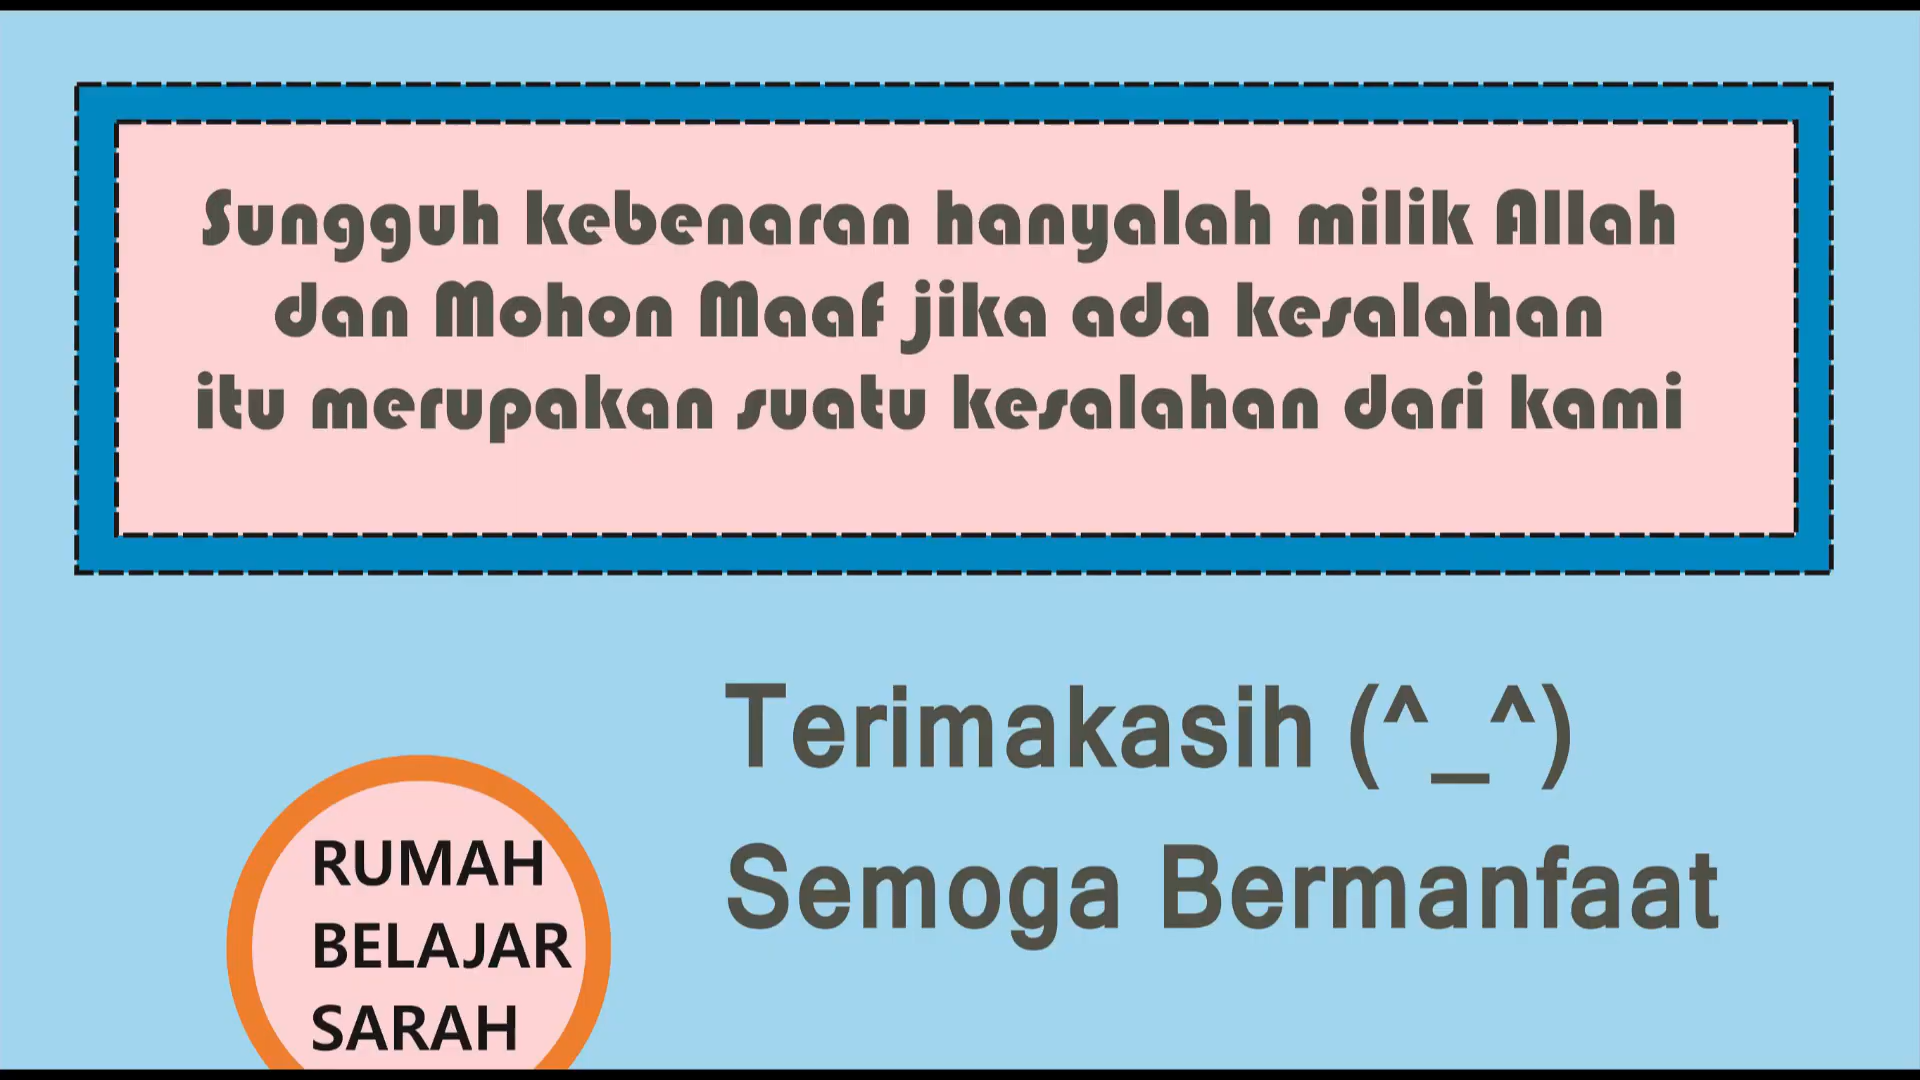 Sungguh kebenaran hanyalah milik Allah
dan Mohon Maaf jika ada kesalahan
itu merupakan suatu kesalahan dari kami
Terimakasih (^_^)
Semoga Bermanfaat
RUMAH
BELAJAR
SARAH